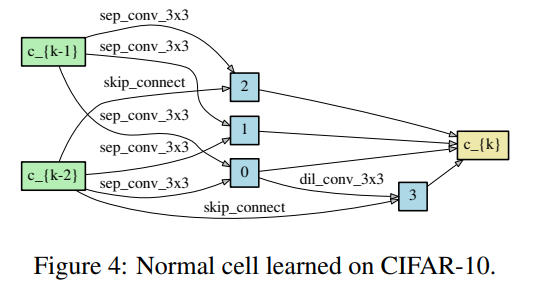 sep_conv_3x3
c_{k-1}
sep_conv_3x3
skip_connect
2
sep_conv_3x3
1
c_{k}
sep_conv_3x3
c_{k-2}
0
sep_conv_3x3
dil_conv_3x3
3
skip_connect
Figure 4: Normal cell learned on CIFAR-10.